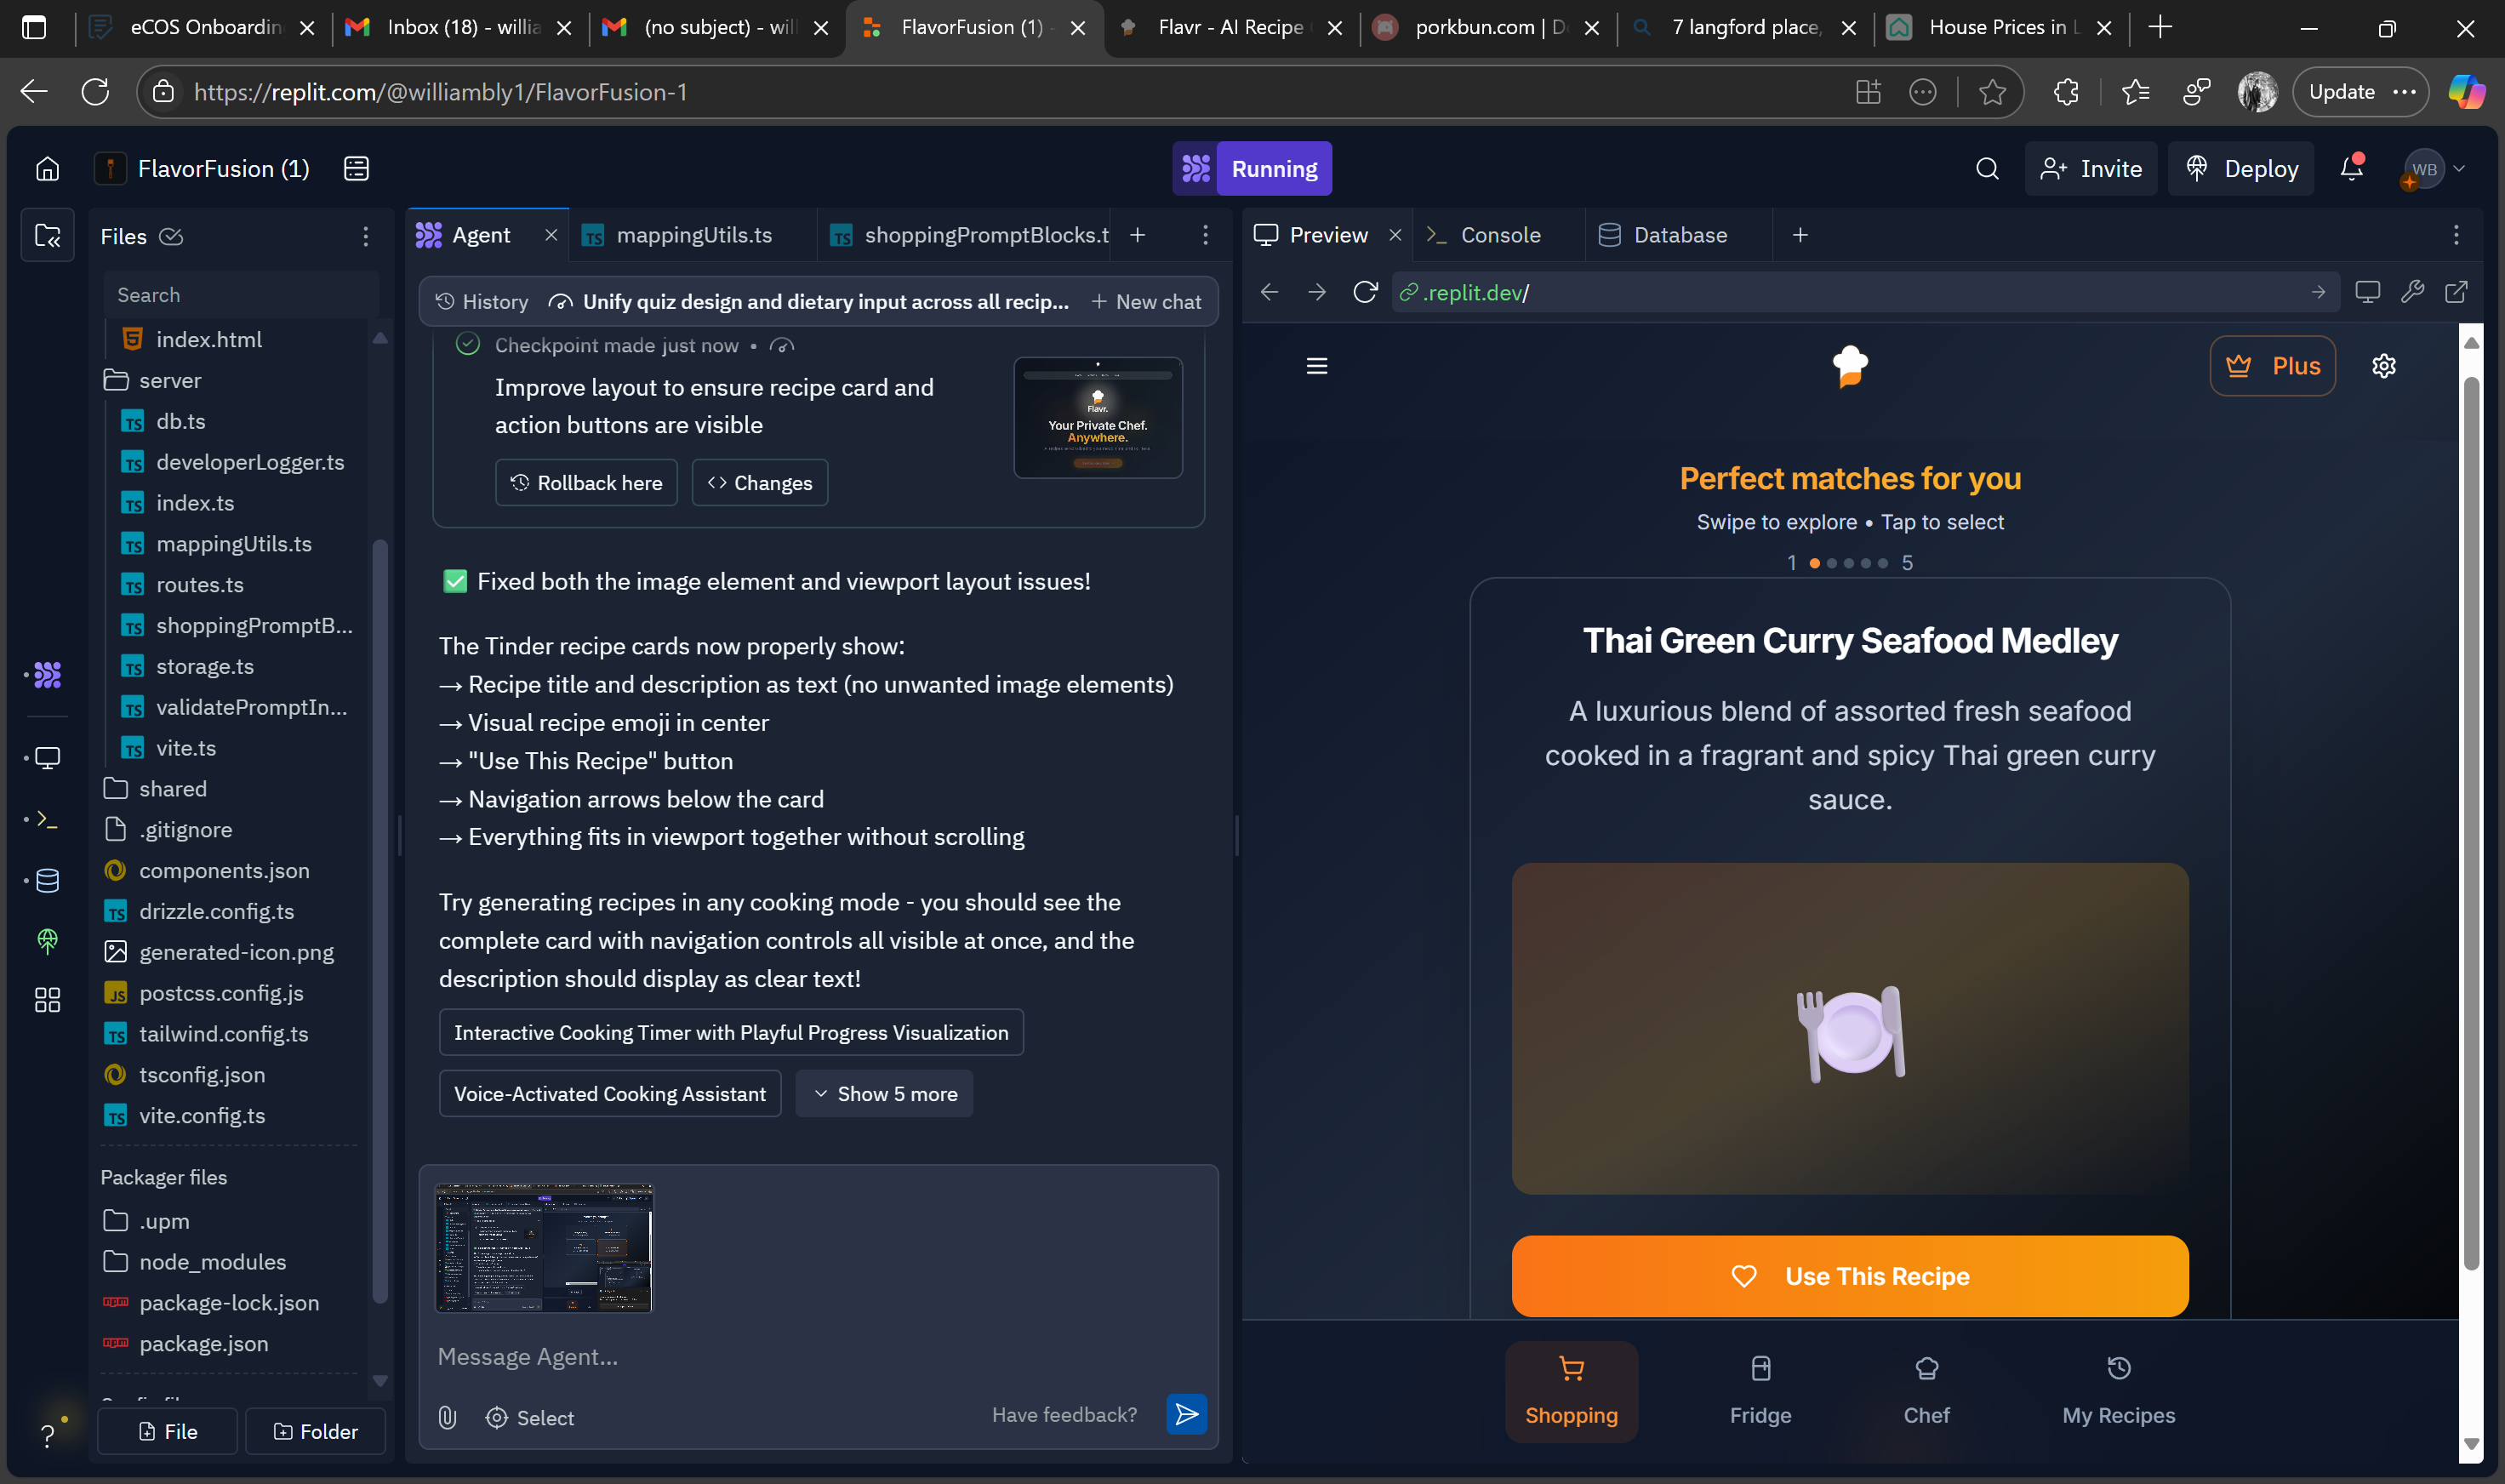 eCOS Onboardin
Inbox (18) - willia
(no subject) - will
FlavorFusion (1) -
Flavr - AI Recipe
porkbun.com | D
7 langford place,
House Prices in L
https://replit.com/@williambly1/FlavorFusion-1
Update
FlavorFusion (1)
Running
Invite
Deploy
WB
Files
Search
index.html
server
db.ts
developerLogger.ts
index.ts
mappingUtils.ts
routes.ts
shoppingPromptB...
storage.ts
validatePromptIn...
vite.ts
shared
.gitignore
components.json
drizzle.config.ts
generated-icon.png
postcss.config.js
tailwind.config.ts
tsconfig.json
vite.config.ts
Packager files
.upm
node_modules
package-lock.json
package.json
File
Folder
Agent
mappingUtils.ts
shoppingPromptBlocks.t
History
Unify quiz design and dietary input across all recip...
New chat
Checkpoint made just now •
Improve layout to ensure recipe card and
action buttons are visible
Flavr.
Your Private Chef.
Anywhere.
Rollback here
Changes
✅ Fixed both the image element and viewport layout issues!
The Tinder recipe cards now properly show:
→ Recipe title and description as text (no unwanted image elements)
→ Visual recipe emoji in center
→ "Use This Recipe" button
→ Navigation arrows below the card
→ Everything fits in viewport together without scrolling
Try generating recipes in any cooking mode - you should see the
complete card with navigation controls all visible at once, and the
description should display as clear text!
Interactive Cooking Timer with Playful Progress Visualization
Voice-Activated Cooking Assistant
Show 5 more
Message Agent...
Select
Have feedback?
Preview
Console
Database
.replit.dev/
Plus
Perfect matches for you
Swipe to explore • Tap to select
1
5
Thai Green Curry Seafood Medley
A luxurious blend of assorted fresh seafood
cooked in a fragrant and spicy Thai green curry
sauce.
Use This Recipe
Shopping
Fridge
Chef
My Recipes